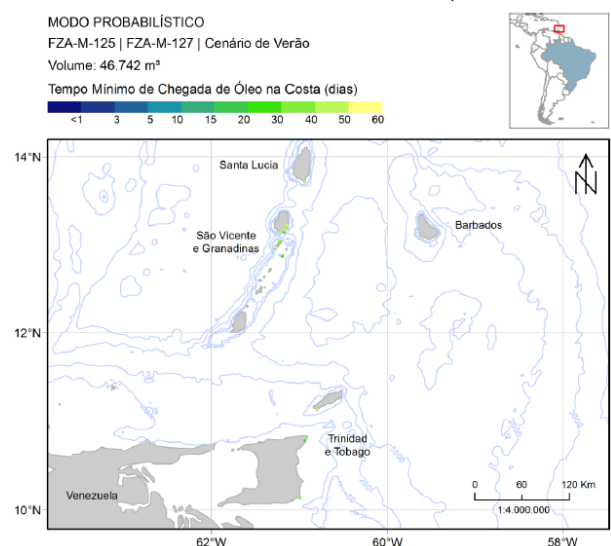 MODO PROBABILÍSTICO
FZA-M-125 | FZA-M-127 | Cenário de Verão
Volume: 46.742 m³
Tempo Mínimo de Chegada de Óleo na Costa (dias)
<1 3 5 10 15 20 30 40 50 60
14°N
Santa Lucia
N
São Vicente
e Granadinas
Barbados
12°N
Trinidad
e Tobago
Venezuela
0 60 120 Km
1:4.000.000
10°N
62°W 60°W 58°W